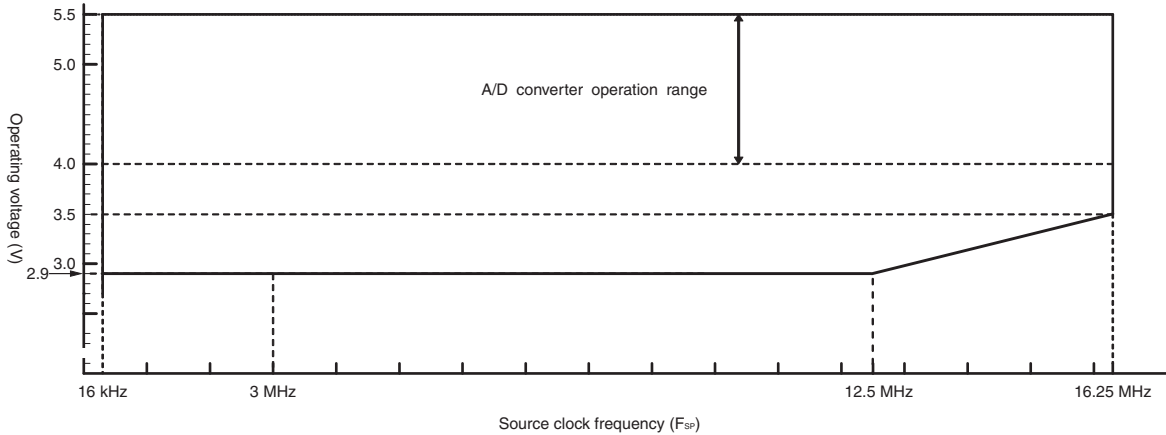 5.5
5.0
A/D converter operation range
4.0
3.5
3.0
2.9
Operating voltage (V)
16 kHz
3 MHz
12.5 MHz
16.25 MHz
Source clock frequency (FSP)